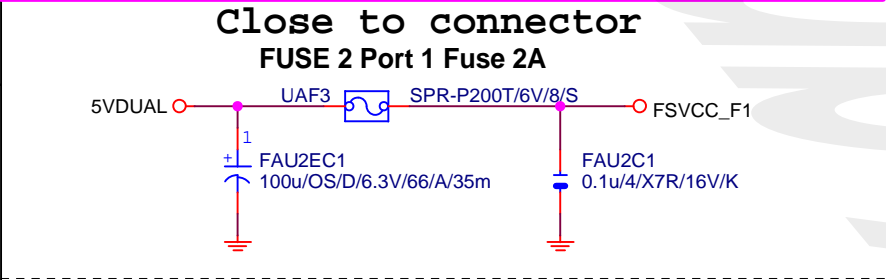 Close to connector
FUSE 2 Port 1 Fuse 2A
UAF3 SPR-P200T/6V/8/S
5VDUAL FSVCC_F1
1
+ FAU2EC1 FAU2C1
100u/OS/D/6.3V/66/A/35m 0.1u/4/X7R/16V/K